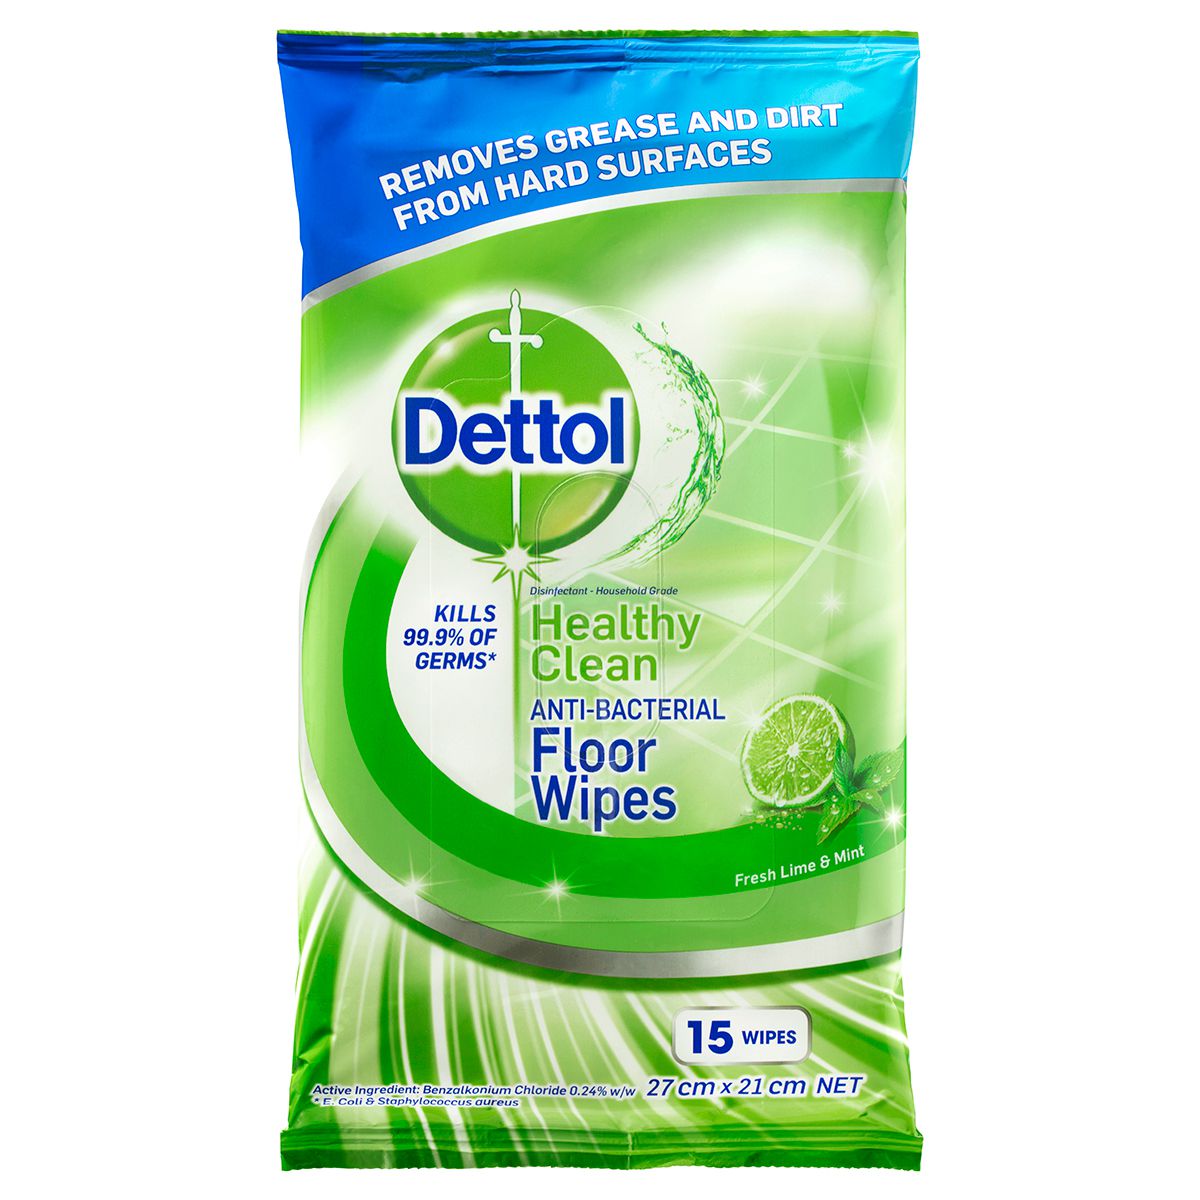 REMOVES GREASE AND DIRT
FROM HARD SURFACES
Dettol
Disinfectant - Household Grade
KILLS
99.9% OF
GERMS*
Healthy
Clean
ANTI-BACTERIAL
Floor
Wipes
Fresh Lime & Mint
15 WIPES
Active Ingredient: Benzalkonium Chloride 0.24% w/w 27 cm x 21 cm NET
* E. Coli & Staphylococcus aureus